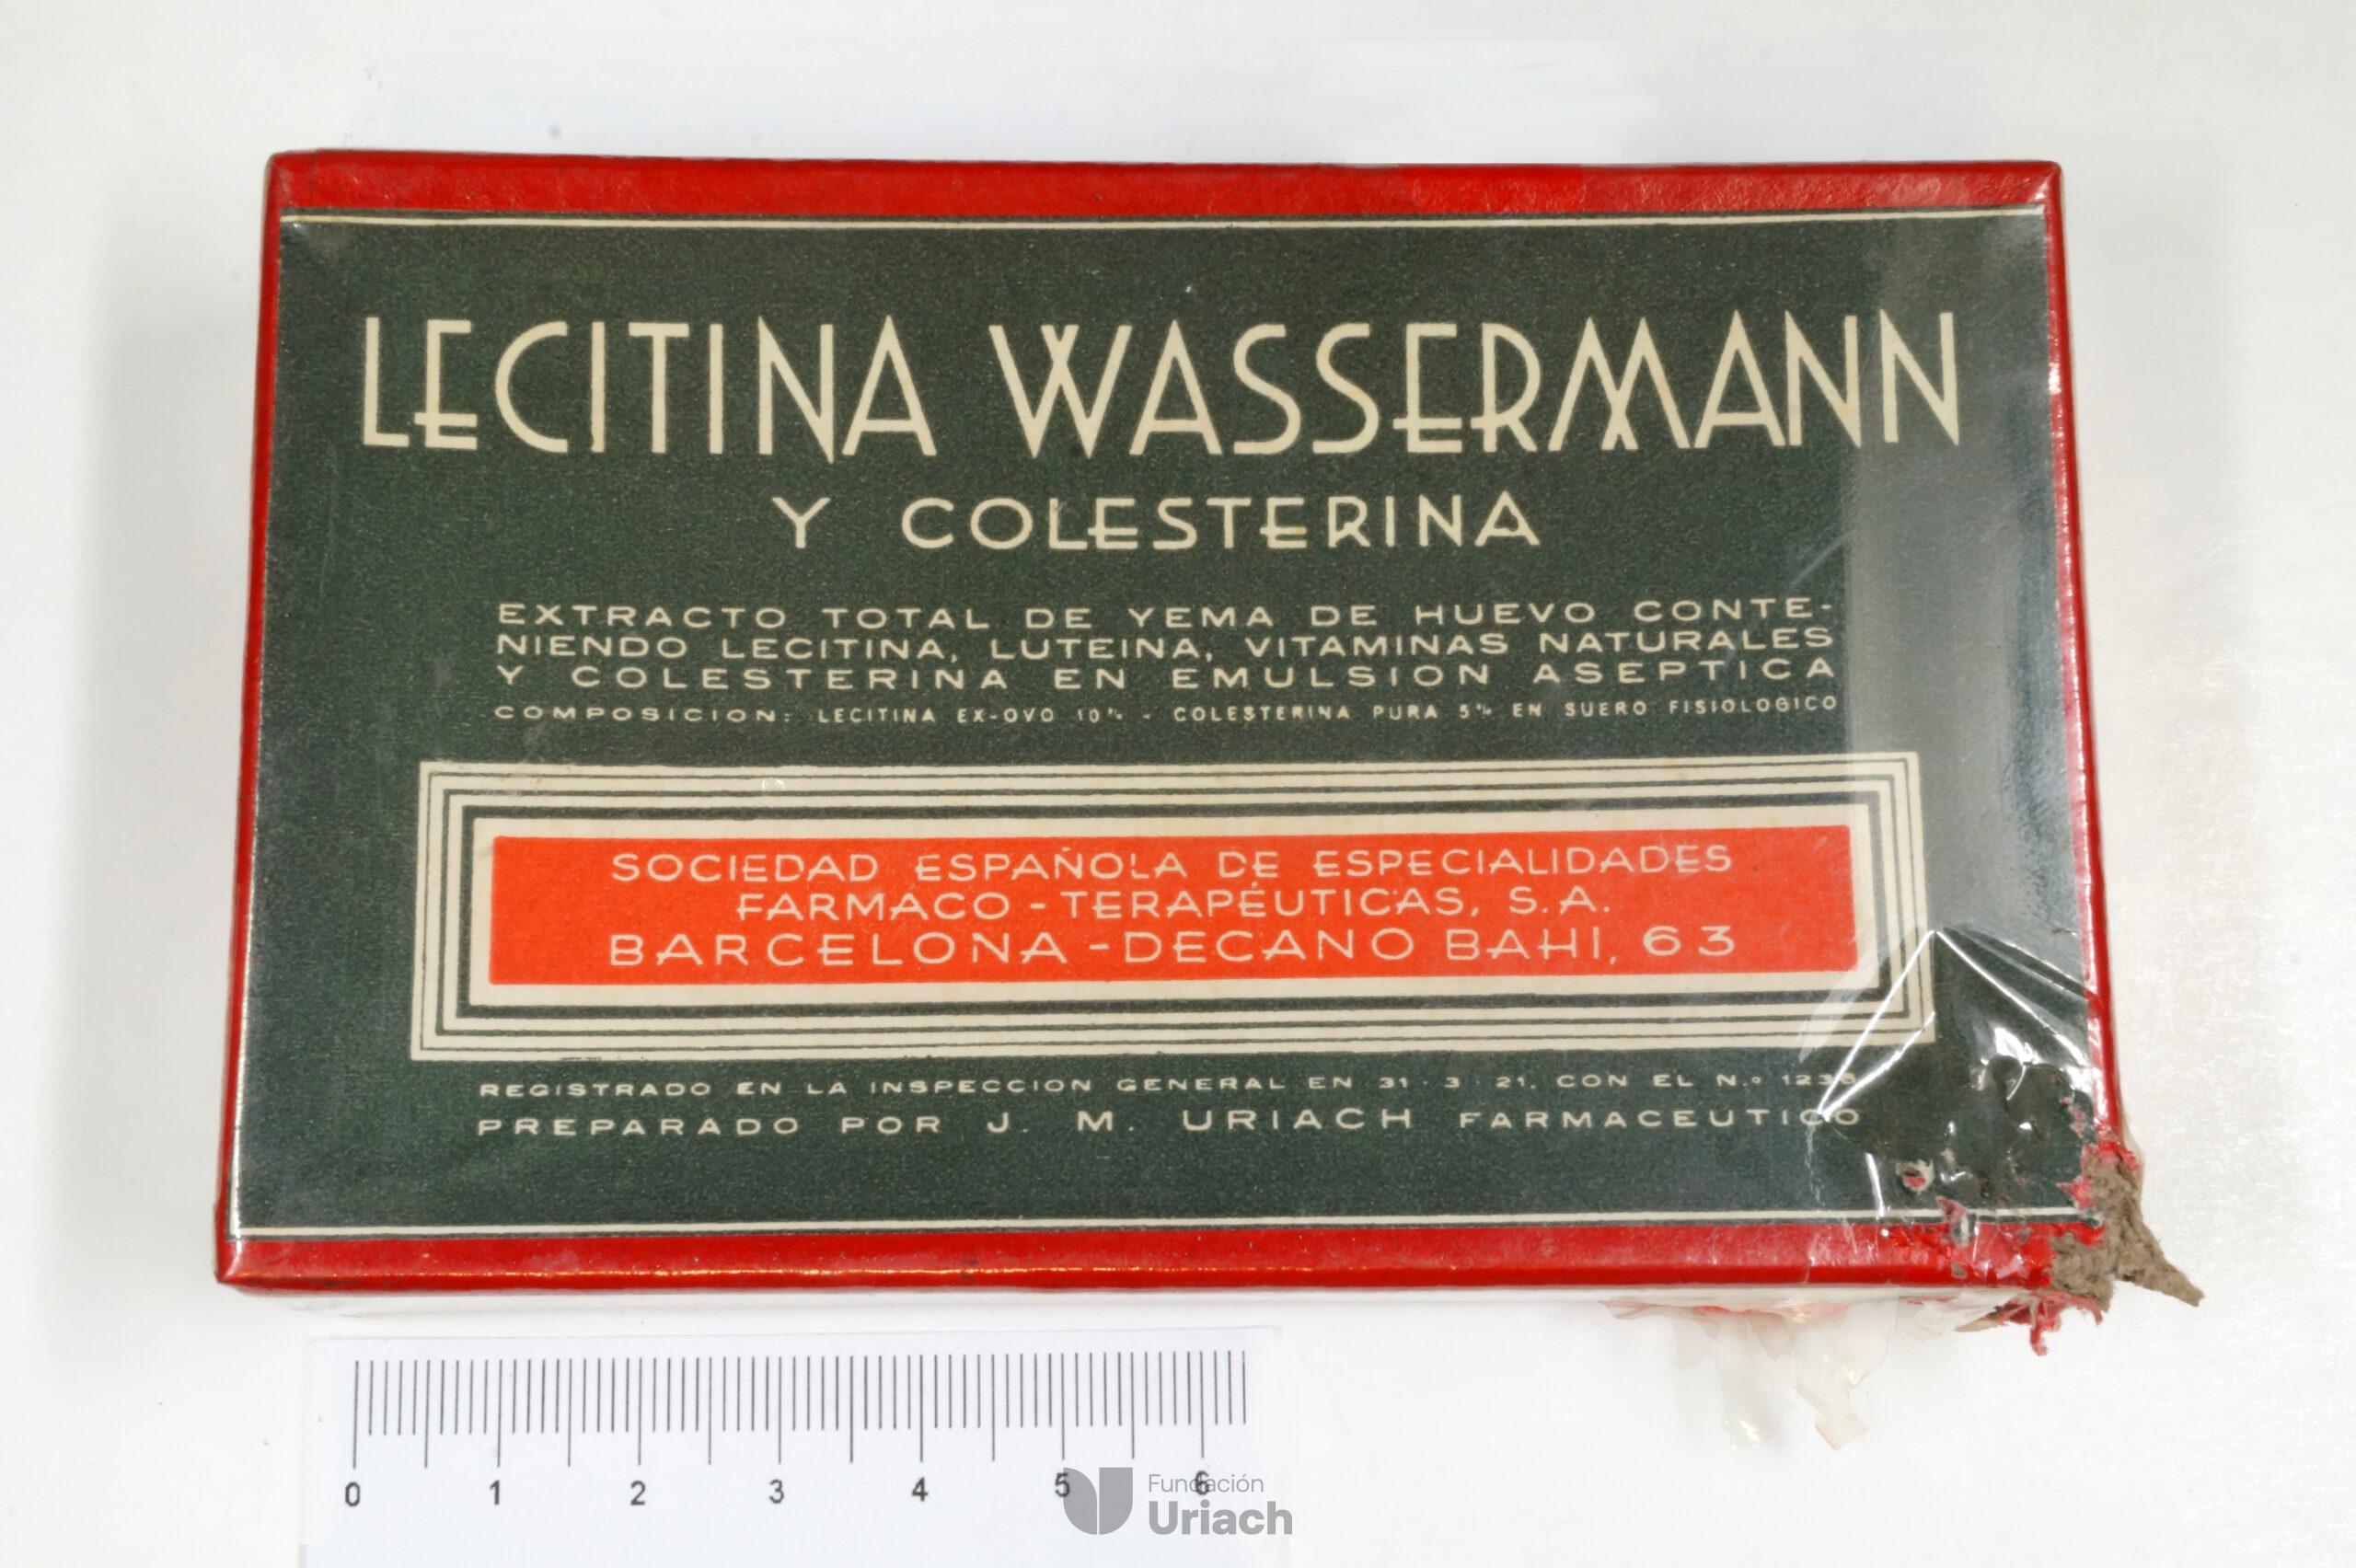 LECITINA WASSERMANN
Y COLESTERINA
EXTRACTO TOTAL DE YEMA DE HUEVO CONTE-
NIENDO LECITINA, LUTEINA, VITAMINAS NATURALES
Y COLESTERINA EN EMULSION ASEPTICA
COMPOSICION: LECITINA EX-OVO 10% - COLESTERINA PURA 5% EN SUERO FISIOLOGICO
SOCIEDAD ESPAÑOLA DE ESPECIALIDADES
FARMACO - TERAPÉUTICAS, S.A.
BARCELONA - DECANO BAHI, 63
REGISTRADO EN LA INSPECCION GENERAL EN 31 · 3 · 21. CON EL N.º
PREPARADO POR J. M. URIACH FARMACEUTICO
0 1 2 3 4 5 6
Fundación
Uriach